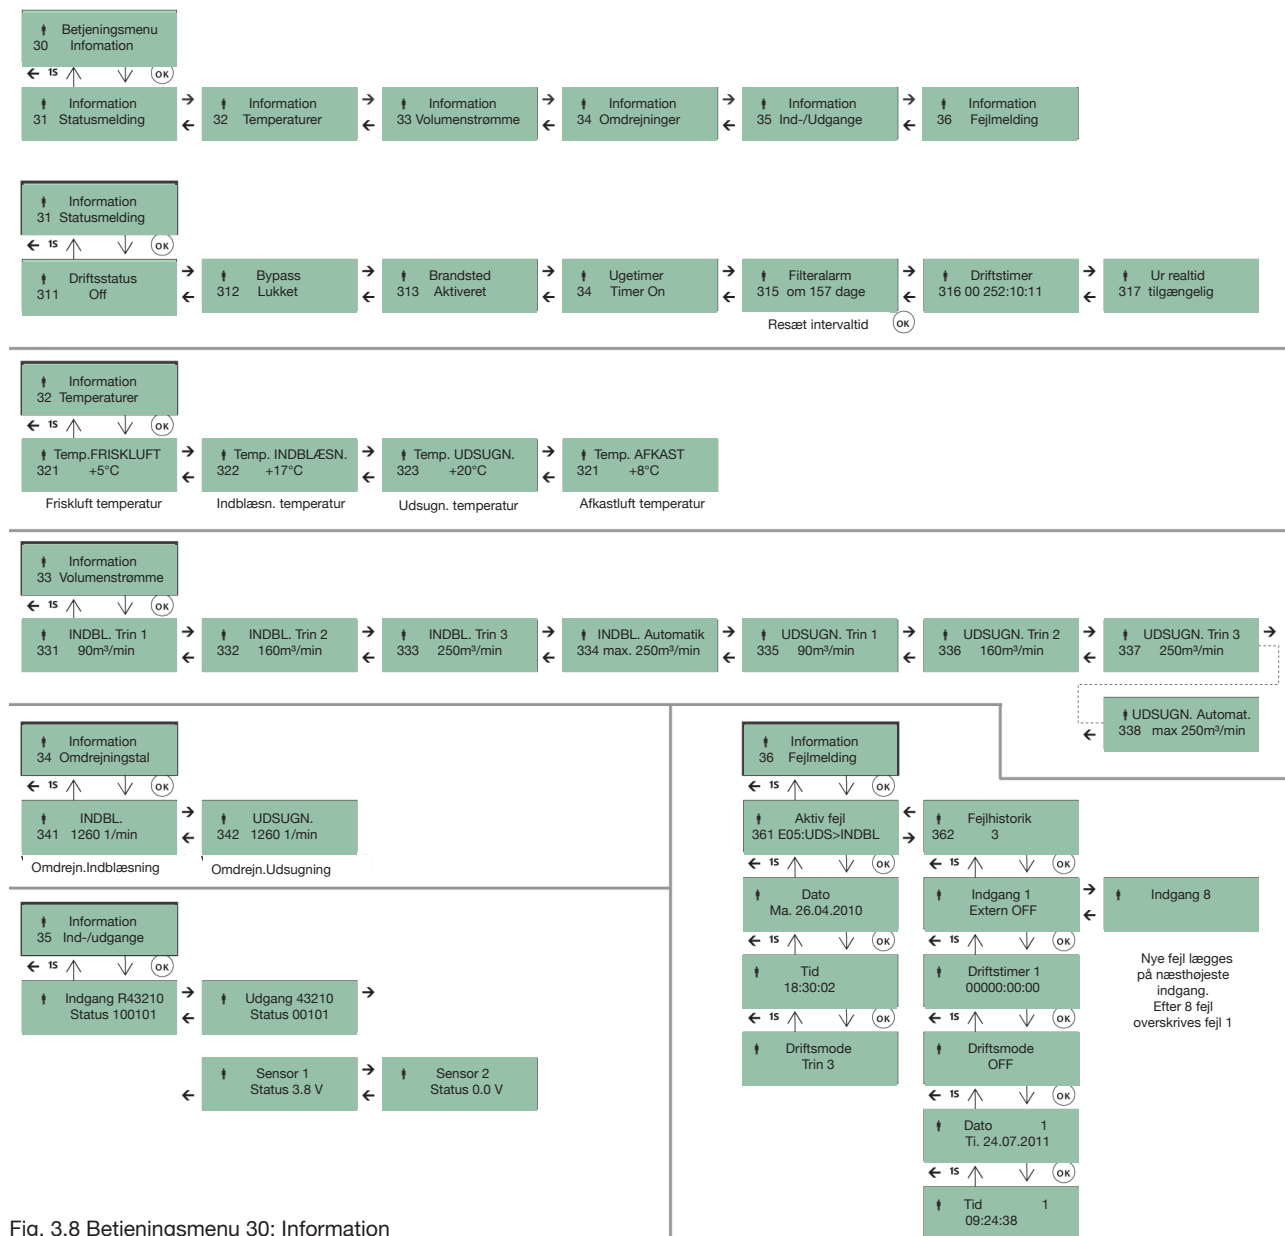 Betjeningsmenu
30 Infomation
← 1S OK
Information
31 Statusmelding
Information
32 Temperaturer
Information
33 Volumenstrømme
Information
34 Omdrejninger
Information
35 Ind-/Udgange
Information
36 Fejlmelding
Information
31 Statusmelding
← 1S OK
Driftsstatus
311 Off
Bypass
312 Lukket
Brandsted
313 Aktiveret
Ugetimer
34 Timer On
Filteralarm
315 om 157 dage
Driftstimer
316 00 252:10:11
Ur realtid
317 tilgængelig
Resæt intervaltid OK
Information
32 Temperaturer
← 1S OK
Temp.FRISKLUFT
321 +5°C
Temp. INDBLÆSN.
322 +17°C
Temp. UDSUGN.
323 +20°C
Temp. AFKAST
321 +8°C
Friskluft temperatur
Indblæsn. temperatur
Udsugn. temperatur
Afkastluft temperatur
Information
33 Volumenstrømme
← 1S OK
INDBL. Trin 1
331 90m³/min
INDBL. Trin 2
332 160m³/min
INDBL. Trin 3
333 250m³/min
INDBL. Automatik
334 max. 250m³/min
UDSUGN. Trin 1
335 90m³/min
UDSUGN. Trin 2
336 160m³/min
UDSUGN. Trin 3
337 250m³/min
UDSUGN. Automat.
338 max 250m³/min
Information
34 Omdrejningstal
← 1S OK
INDBL.
341 1260 1/min
UDSUGN.
342 1260 1/min
Omdrejn.Indblæsning
Omdrejn.Udsugning
Information
35 Ind-/udgange
← 1S OK
Indgang R43210
Status 100101
Udgang 43210
Status 00101
Sensor 1
Status 3.8 V
Sensor 2
Status 0.0 V
Information
36 Fejlmelding
← 1S OK
Aktiv fejl
361 E05:UDS>INDBL
← 1S OK
Dato
Ma. 26.04.2010
← 1S OK
Tid
18:30:02
← 1S OK
Driftsmode
Trin 3
Fejlhistorik
362 3
← 1S OK
Indgang 1
Extern OFF
← 1S OK
Driftstimer 1
00000:00:00
← 1S OK
Driftsmode
OFF
← 1S OK
Dato 1
Ti. 24.07.2011
← 1S OK
Tid 1
09:24:38
Indgang 8
Nye fejl lægges
på næsthøjeste
indgang.
Efter 8 fejl
overskrives fejl 1
Fig. 3.8 Betjeningsmenu 30: Information